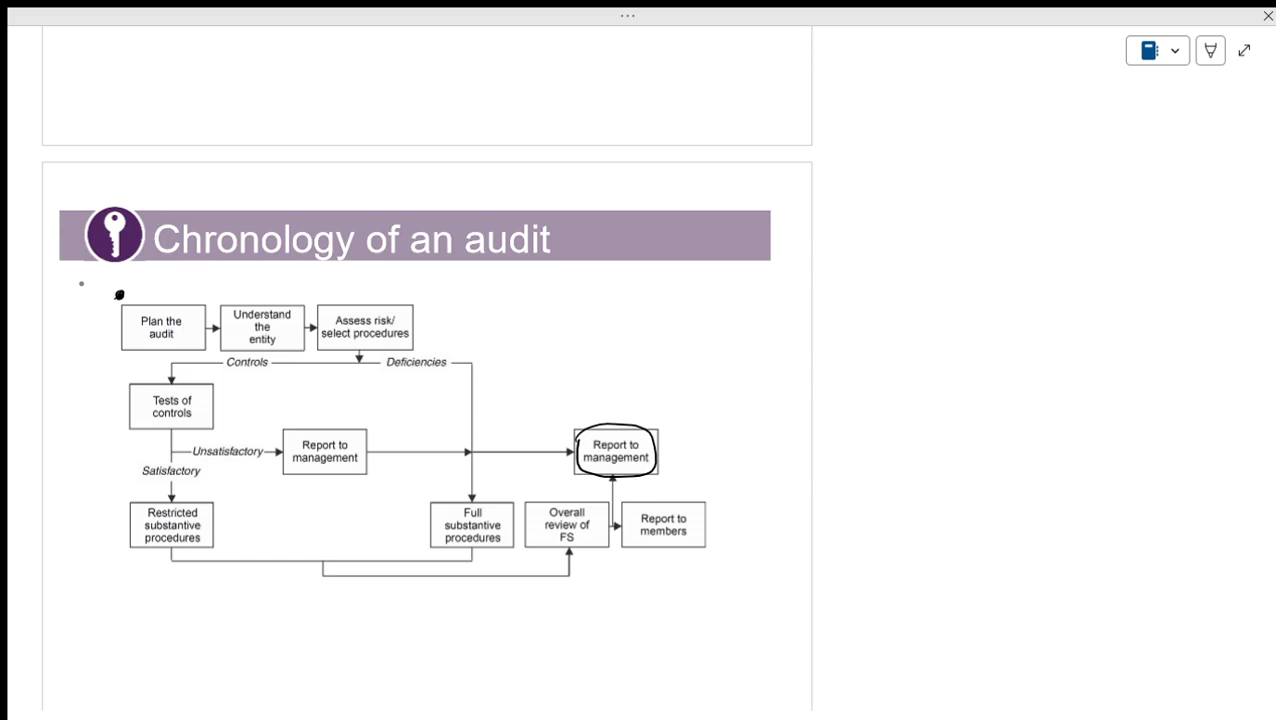 Chronology of an audit
Plan the
audit
Understand
the
entity
Assess risk/
select procedures
Controls
Deficiencies
Tests of
controls
Unsatisfactory
Report to
management
Report to
management
Satisfactory
Restricted
substantive
procedures
Full
substantive
procedures
Overall
review of
FS
Report to
members